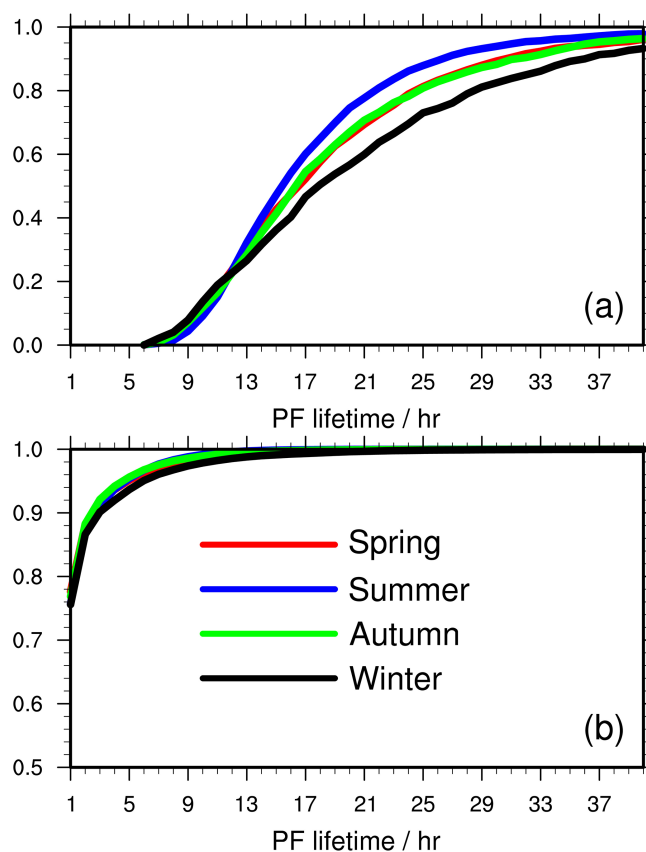 1.0
0.8
0.6
0.4
0.2
0.0
(a)
1 5 9 13 17 21 25 29 33 37
PF lifetime / hr
1.0
0.9
0.8
0.7
0.6
0.5
Spring
Summer
Autumn
Winter
(b)
1 5 9 13 17 21 25 29 33 37
PF lifetime / hr